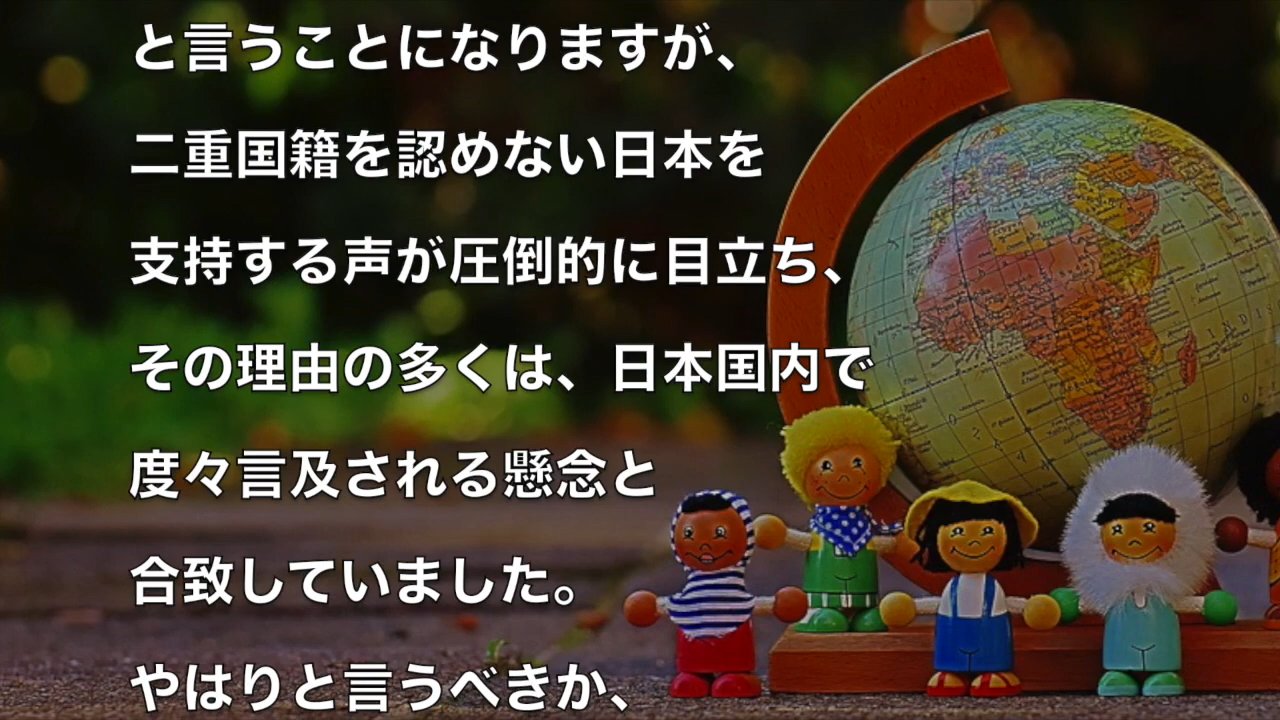 と言うことになりますが、
二重国籍を認めない日本を
支持する声が圧倒的に目立ち、
その理由の多くは、日本国内で
度々言及される懸念と
合致していました。
やはりと言うべきか、